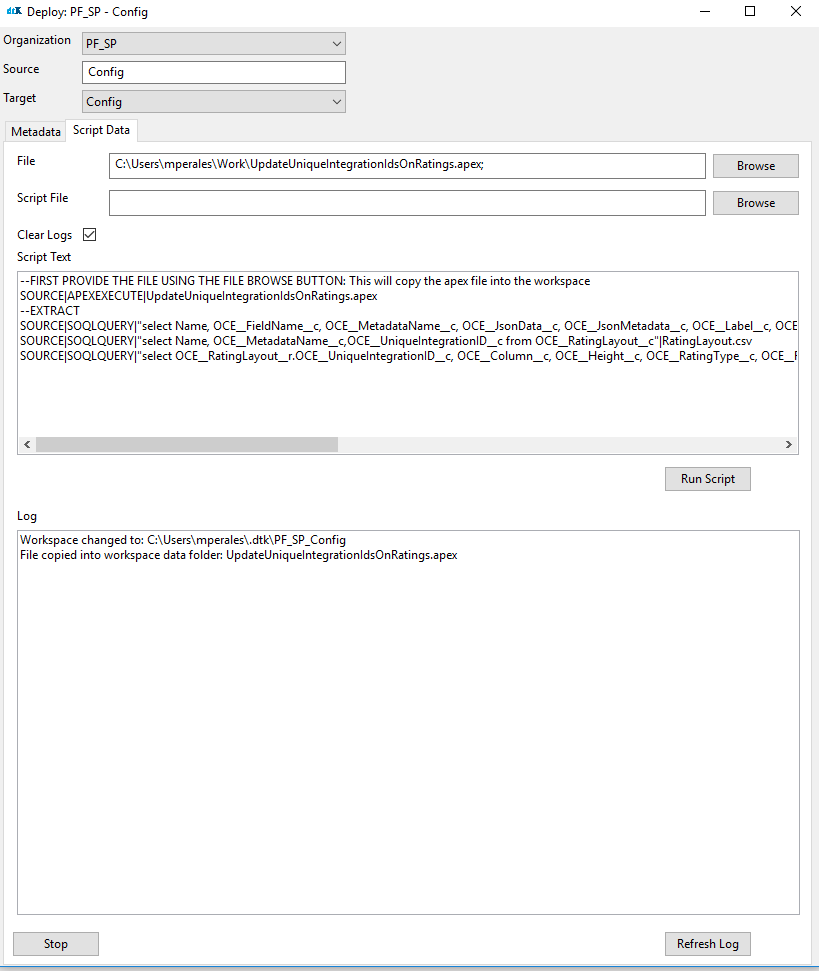 dtK Deploy: PF_SP - Config
Organization PF_SP
Source Config
Target Config
Metadata Script Data
File C:\Users\mperales\Work\UpdateUniqueIntegrationIdsOnRatings.apex; Browse
Script File Browse
Clear Logs
Script Text
--FIRST PROVIDE THE FILE USING THE FILE BROWSE BUTTON: This will copy the apex file into the workspace
SOURCE|APEXEXECUTE|UpdateUniqueIntegrationIdsOnRatings.apex
--EXTRACT
SOURCE|SOQLQUERY|"select Name, OCE__FieldName__c, OCE__MetadataName__c, OCE__JsonData__c, OCE__JsonMetadata__c, OCE__Label__c, OCE
SOURCE|SOQLQUERY|"select Name, OCE__MetadataName__c,OCE__UniqueIntegrationID__c from OCE__RatingLayout__c"|RatingLayout.csv
SOURCE|SOQLQUERY|"select OCE__RatingLayout__r.OCE__UniqueIntegrationID__c, OCE__Column__c, OCE__Height__c, OCE__RatingType__c, OCE__
Run Script
Log
Workspace changed to: C:\Users\mperales\.dtk\PF_SP_Config
File copied into workspace data folder: UpdateUniqueIntegrationIdsOnRatings.apex
Stop Refresh Log